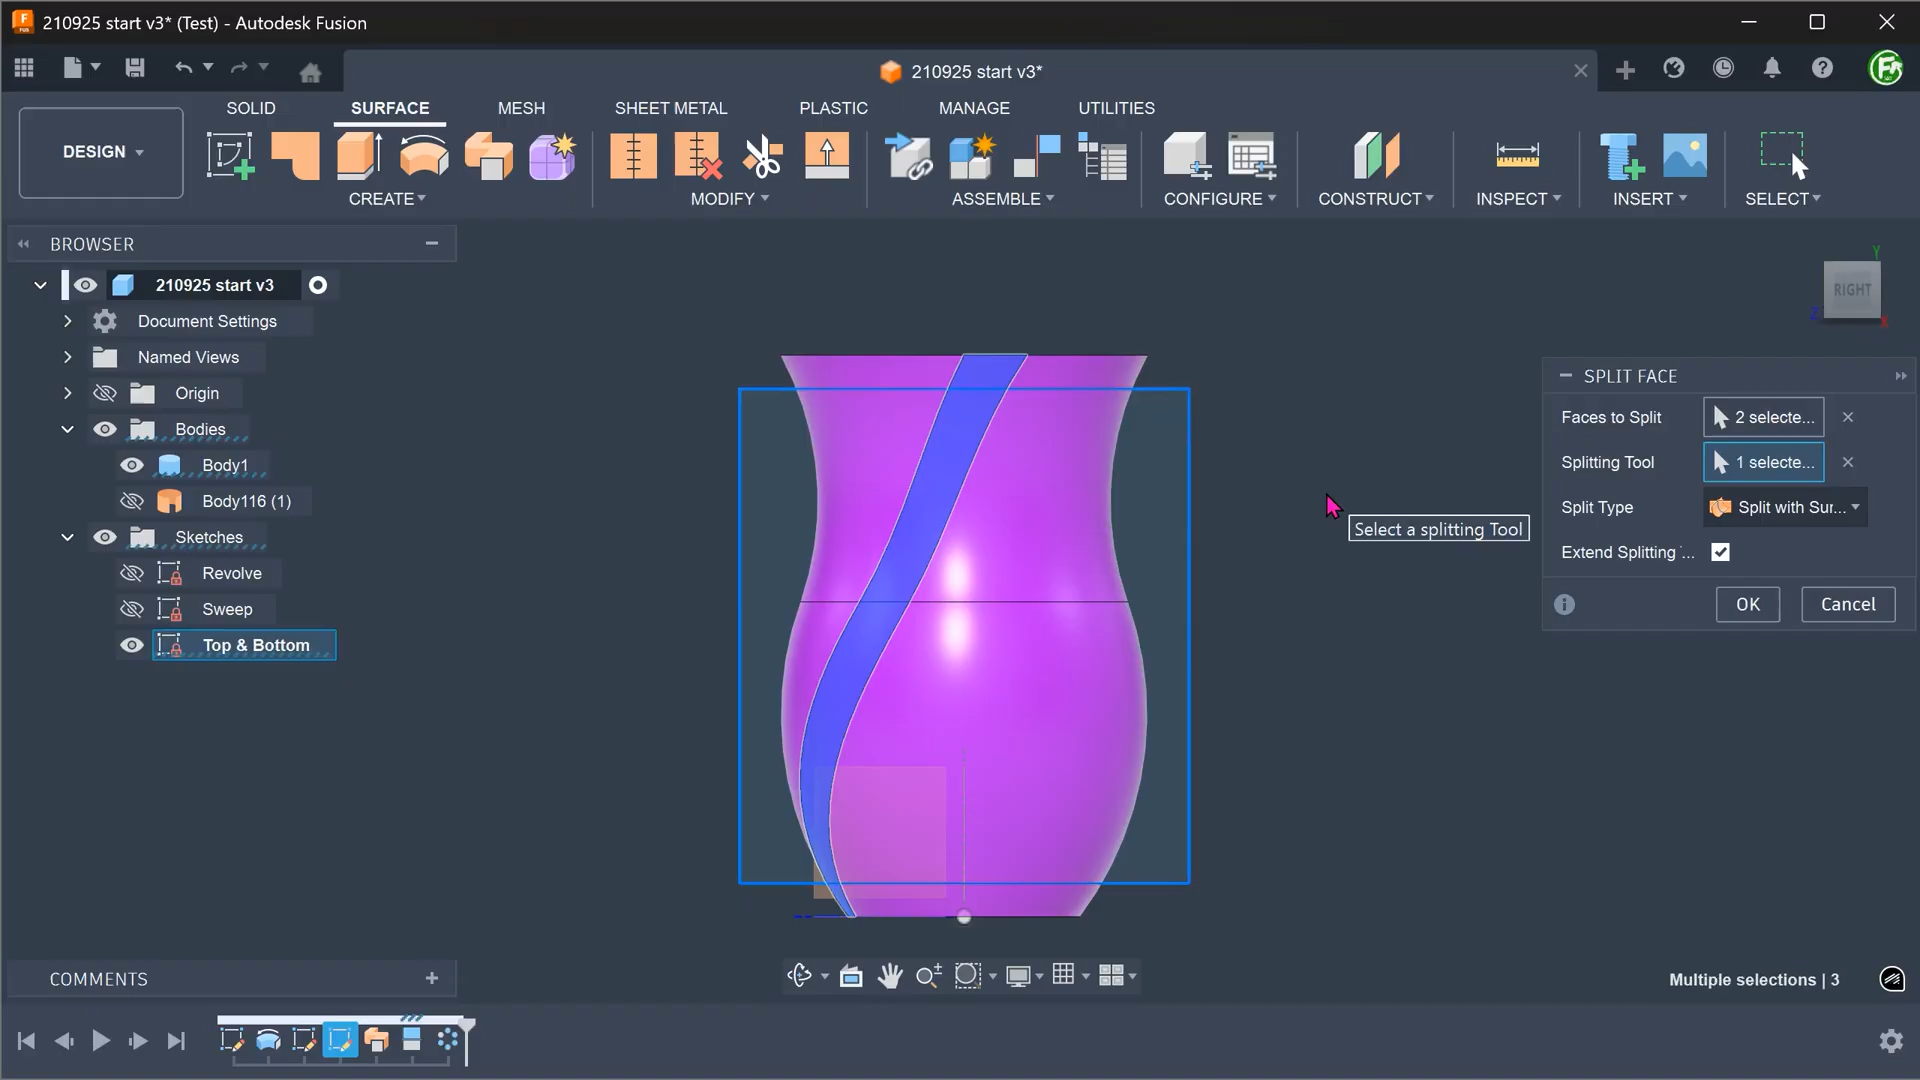 210925 start v3* (Test) - Autodesk Fusion
210925 start v3*
SOLID
SURFACE
MESH
SHEET METAL
PLASTIC
MANAGE
UTILITIES
DESIGN
CREATE
MODIFY
ASSEMBLE
CONFIGURE
CONSTRUCT
INSPECT
INSERT
SELECT
BROWSER
210925 start v3
Document Settings
Named Views
Origin
Bodies
Body1
Body116 (1)
Sketches
Revolve
Sweep
Top & Bottom
Y
RIGHT
Z
X
SPLIT FACE
Faces to Split
2 selecte...
Splitting Tool
1 selecte...
Split Type
Split with Sur...
Extend Splitting ...
OK
Cancel
Select a splitting Tool
COMMENTS
Multiple selections | 3